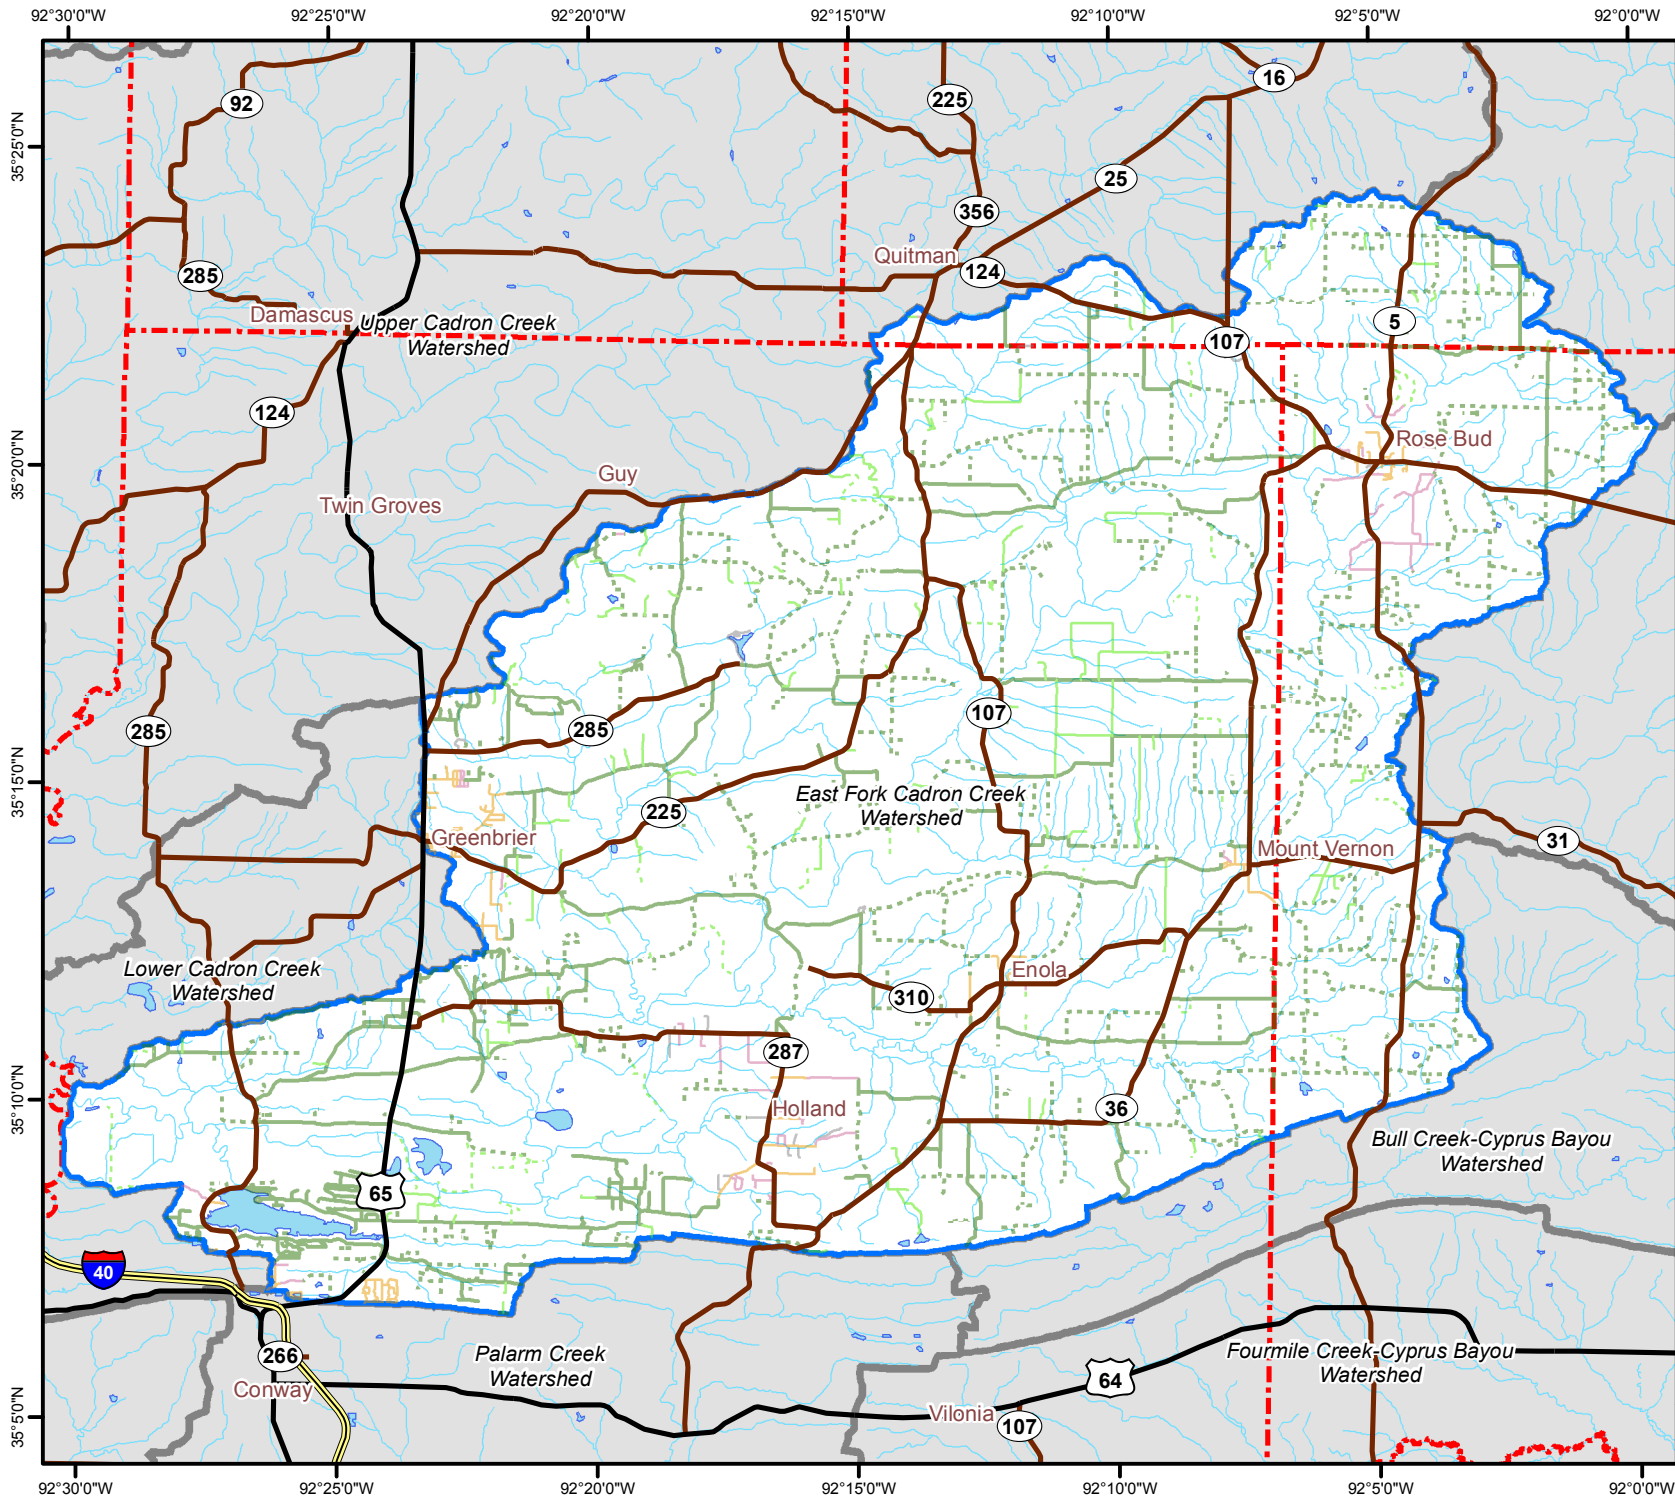 92°30'0"W
92°25'0"W
92°20'0"W
92°15'0"W
92°10'0"W
92°5'0"W
92°0'0"W
16
92
225
35°25'0"N
25
356
Quitman
124
285
Damascus
Upper Cadron Creek
Watershed
5
107
124
Rose Bud
35°20'0"N
Guy
Twin Groves
107
285
285
35°15'0"N
East Fork Cadron Creek
Watershed
225
Greenbrier
31
Mount Vernon
Lower Cadron Creek
Watershed
Enola
310
287
35°10'0"N
Holland
36
Bull Creek-Cyprus Bayou
Watershed
65
40
Palarm Creek
Watershed
266
Fourmile Creek-Cyprus Bayou
Watershed
64
Conway
Vilonia
107
35°5'0"N
92°30'0"W
92°25'0"W
92°20'0"W
92°15'0"W
92°10'0"W
92°5'0"W
92°0'0"W